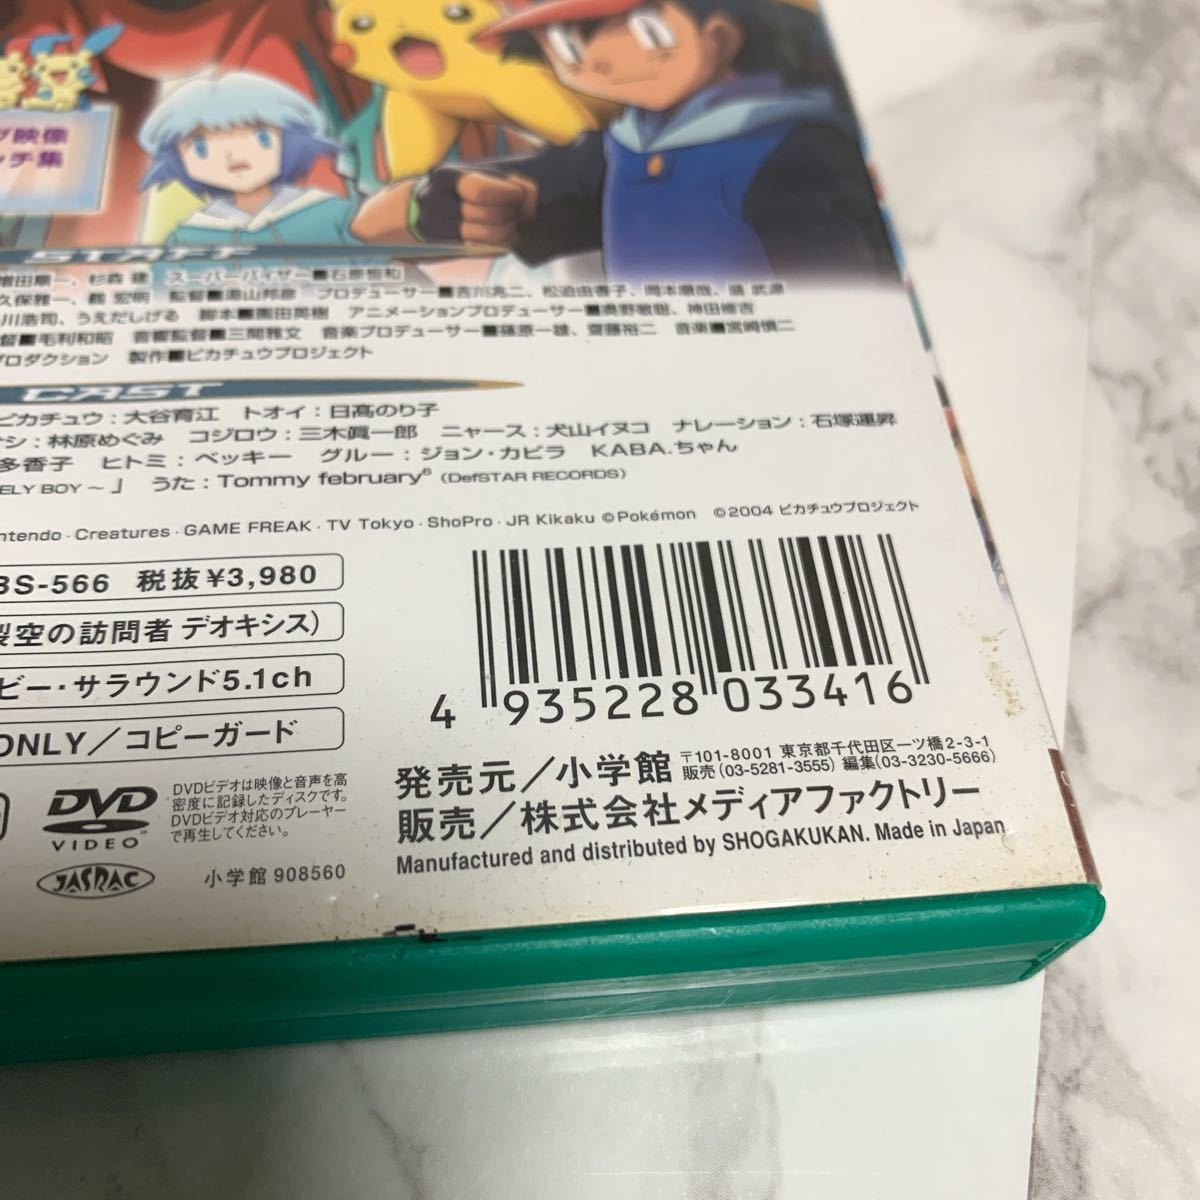 映像
ッチ集
STAFF
増田順一、杉森 建 スーパーバイザー■石原恒和
久保雅一、鶴 宏明 監督■湯山邦彦 プロデューサー■吉川兆二、松迫由香子、岡本順哉、盛 武源
川浩司、うえだしげる 脚本■園田英樹 アニメーションプロデューサー■奥野敏聡、神田修吉
督■毛利和昭 音響監督■三間雅文 音楽プロデューサー■篠原一雄、齋藤裕二 音楽■宮崎慎二
プロダクション 製作■ピカチュウプロジェクト
CAST
ピカチュウ：大谷育江 トオイ：日髙のり子
サシ：林原めぐみ コジロウ：三木眞一郎 ニャース：犬山イヌコ ナレーション：石塚運昇
多香子 ヒトミ：ベッキー グルー：ジョン・カビラ KABA.ちゃん
ELY BOY～」 うた：Tommy february⁶ (DefSTAR RECORDS)
ntendo・Creatures・GAME FREAK・TV Tokyo・ShoPro・JR Kikaku ©Pokémon ©2004 ピカチュウプロジェクト
BS-566 税抜¥3,980
裂空の訪問者 デオキシス)
ビー・サラウンド5.1ch
ONLY／コピーガード
4 935228 033416
DVD
VIDEO
DVDビデオは映像と音声を高
密度に記録したディスクです。
DVDビデオ対応のプレーヤー
で再生してください。
JASRAC
小学館 908560
発売元／小学館 〒101-8001 東京都千代田区一ツ橋2-3-1
販売(03-5281-3555) 編集(03-3230-5666)
販売／株式会社メディアファクトリー
Manufactured and distributed by SHOGAKUKAN. Made in Japan